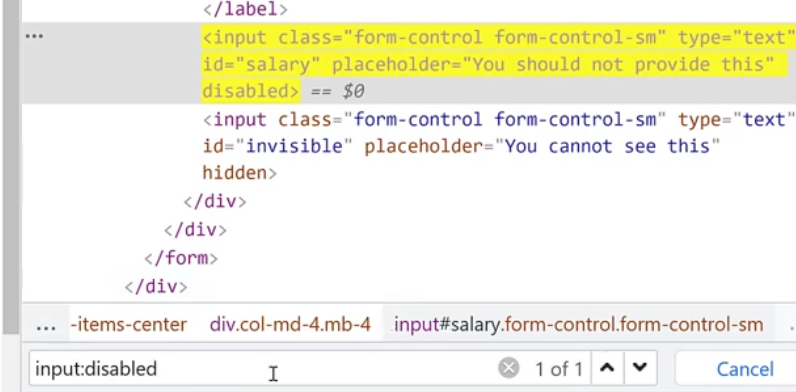 </label>
<input class="form-control form-control-sm" type="text"
id="salary" placeholder="You should not provide this"
disabled> == $0
<input class="form-control form-control-sm" type="text"
id="invisible" placeholder="You cannot see this"
hidden>
</div>
</div>
</form>
</div>
... -items-center div.col-md-4.mb-4 input#salary.form-control.form-control-sm
input:disabled 1 of 1 Cancel